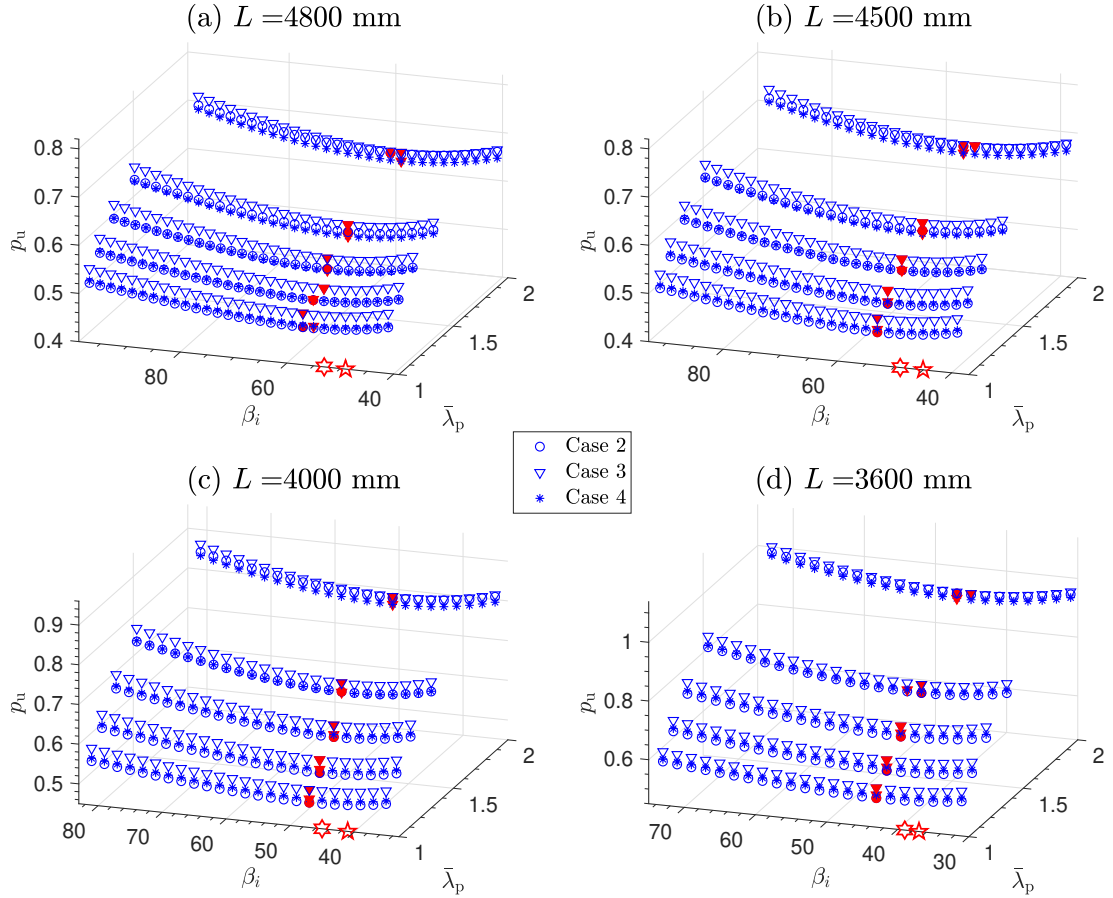 (a) L =4800 mm
(b) L =4500 mm
0.8
0.7
0.6
0.5
0.4
p_u
80
60
40
β_i
1
1.5
2
λ̄_p
0.8
0.7
0.6
0.5
0.4
p_u
80
60
40
β_i
1
1.5
2
λ̄_p
Case 2
Case 3
Case 4
(c) L =4000 mm
(d) L =3600 mm
0.9
0.8
0.7
0.6
0.5
p_u
80
70
60
50
40
β_i
1
1.5
2
λ̄_p
1
0.8
0.6
p_u
70
60
50
40
30
β_i
1
1.5
2
λ̄_p